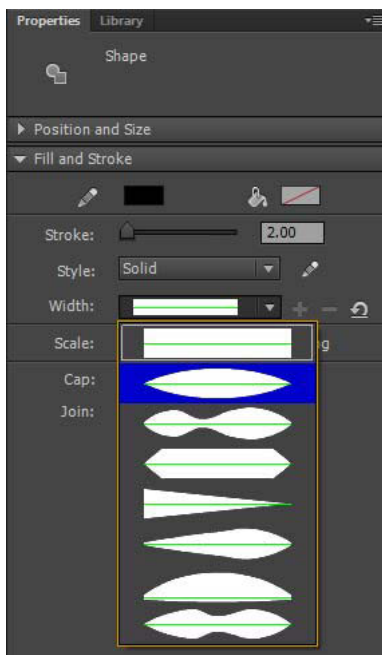 Properties Library
Shape
Position and Size
Fill and Stroke
Stroke: 2.00
Style: Solid
Width:
Scale: g
Cap:
Join: